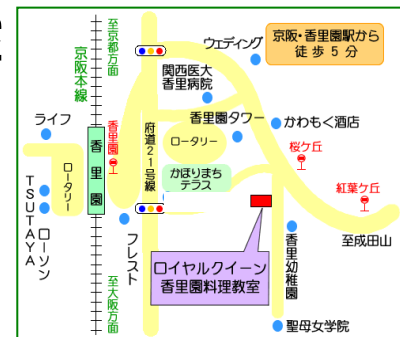 京阪・香里園駅から
徒歩5分
至京都方面
京阪本線
ウェディング
関西医大
香里病院
香里園タワー
かわもく酒店
ライフ
香里園
府道21号線
ロータリー
桜ケ丘
ロータリー
香里園
かほりまち
テラス
紅葉ケ丘
TSUTAYA
ローソン
フレスト
至大阪方面
ロイヤルクイーン
香里園料理教室
香里幼稚園
至成田山
聖母女学院